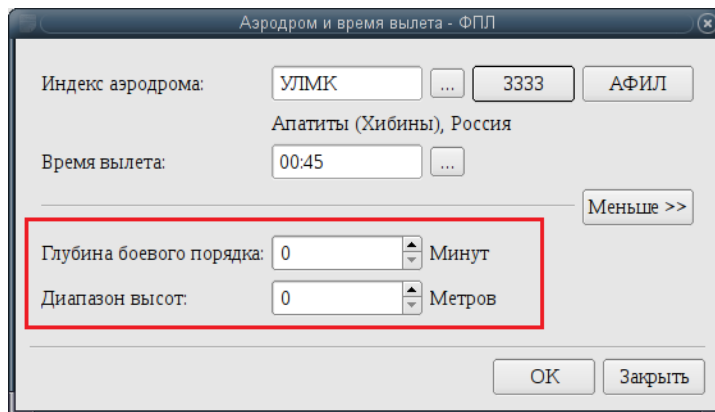 Аэродром и время вылета - ФПЛ
Индекс аэродрома: УЛМК ... ЗЗЗЗ АФИЛ
Апатиты (Хибины), Россия
Время вылета: 00:45 ...
Меньше >>
Глубина боевого порядка: 0 Минут
Диапазон высот: 0 Метров
OK Закрыть